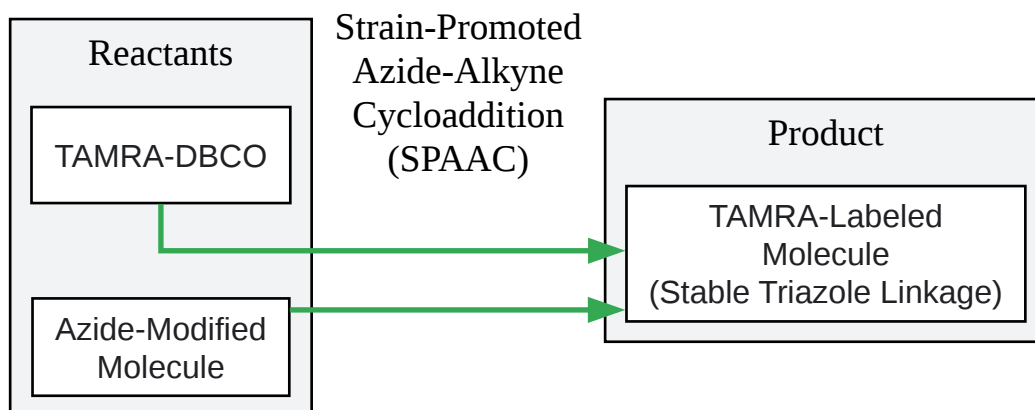 Reactants
TAMRA-DBCO
Azide-Modified
Molecule
Strain-Promoted
Azide-Alkyne
Cycloaddition
(SPAAC)
Product
TAMRA-Labeled
Molecule
(Stable Triazole Linkage)